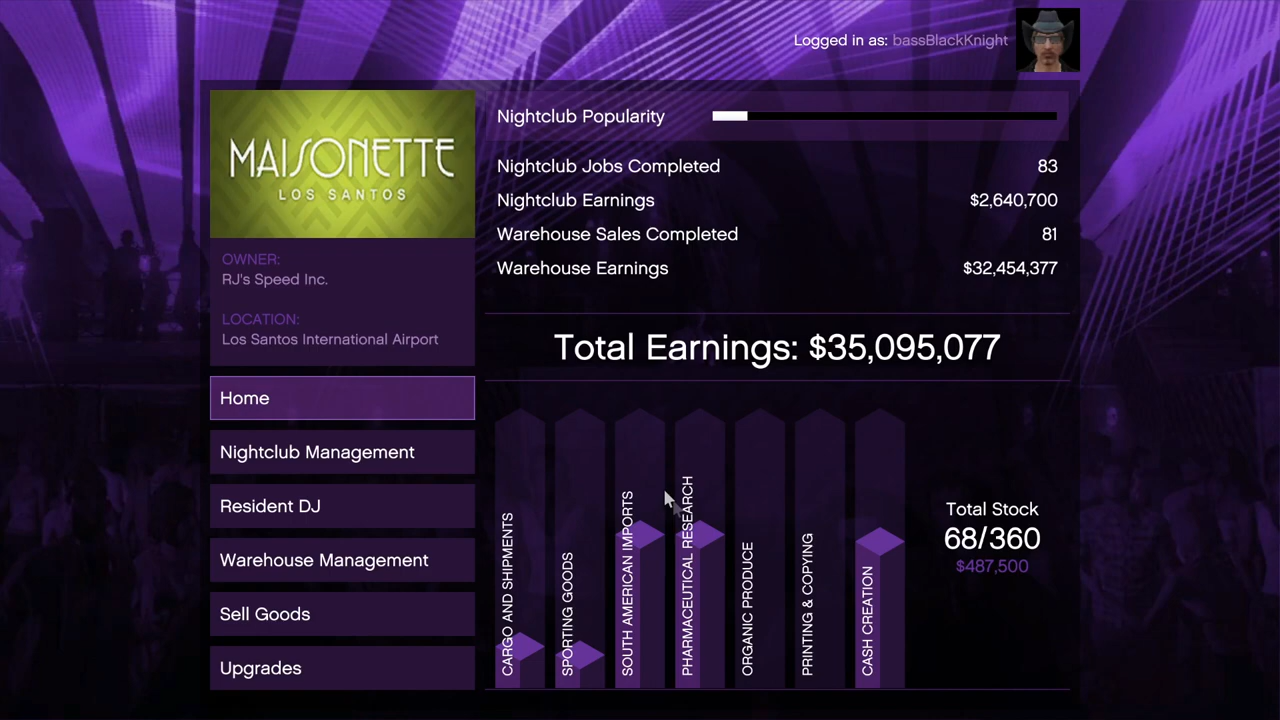 Logged in as: bassBlackKnight
MAISONETTE
LOS SANTOS
OWNER:
RJ's Speed Inc.
LOCATION:
Los Santos International Airport
Home
Nightclub Management
Resident DJ
Warehouse Management
Sell Goods
Upgrades
Nightclub Popularity
Nightclub Jobs Completed 83
Nightclub Earnings $2,640,700
Warehouse Sales Completed 81
Warehouse Earnings $32,454,377
Total Earnings: $35,095,077
CARGO AND SHIPMENTS
SPORTING GOODS
SOUTH AMERICAN IMPORTS
PHARMACEUTICAL RESEARCH
ORGANIC PRODUCE
PRINTING & COPYING
CASH CREATION
Total Stock
68/360
$487,500